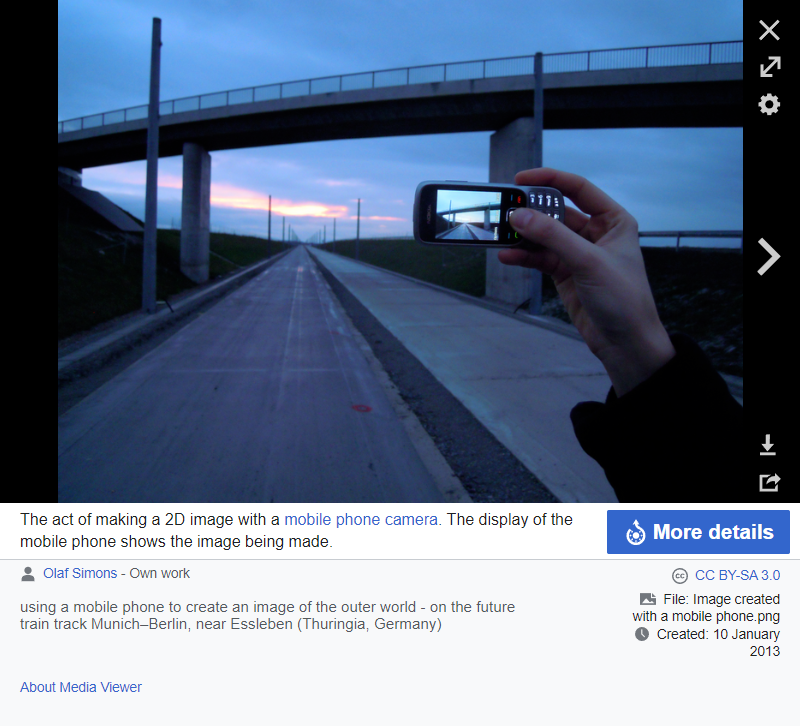 The act of making a 2D image with a mobile phone camera. The display of the
mobile phone shows the image being made.
More details
Olaf Simons - Own work
using a mobile phone to create an image of the outer world - on the future
train track Munich–Berlin, near Essleben (Thuringia, Germany)
About Media Viewer
cc CC BY-SA 3.0
File: Image created
with a mobile phone.png
Created: 10 January
2013